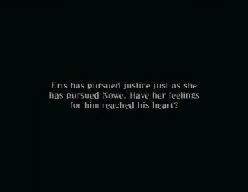 Eris has pursued justice just as she
has pursued Nowe. Have her feelings
for him reached his heart?